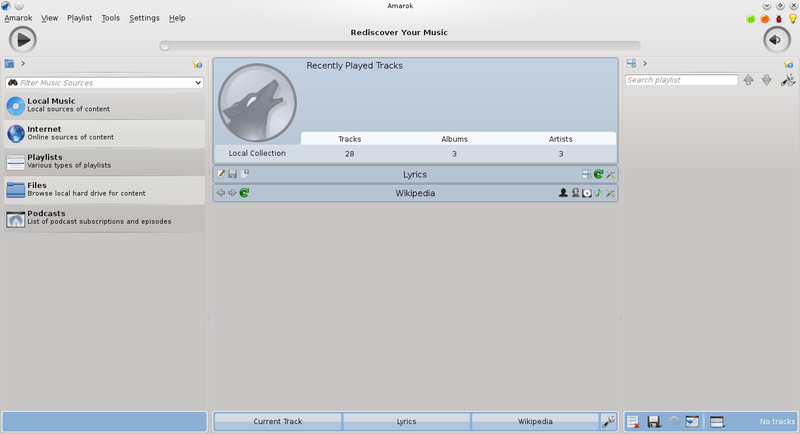 Amarok
Amarok View Playlist Tools Settings Help
Rediscover Your Music
Filter Music Sources
Local Music
Local sources of content
Internet
Online sources of content
Playlists
Various types of playlists
Files
Browse local hard drive for content
Podcasts
List of podcast subscriptions and episodes
Recently Played Tracks
Tracks Albums Artists
Local Collection 28 3 3
Lyrics
Wikipedia
Search playlist
Current Track Lyrics Wikipedia
No tracks